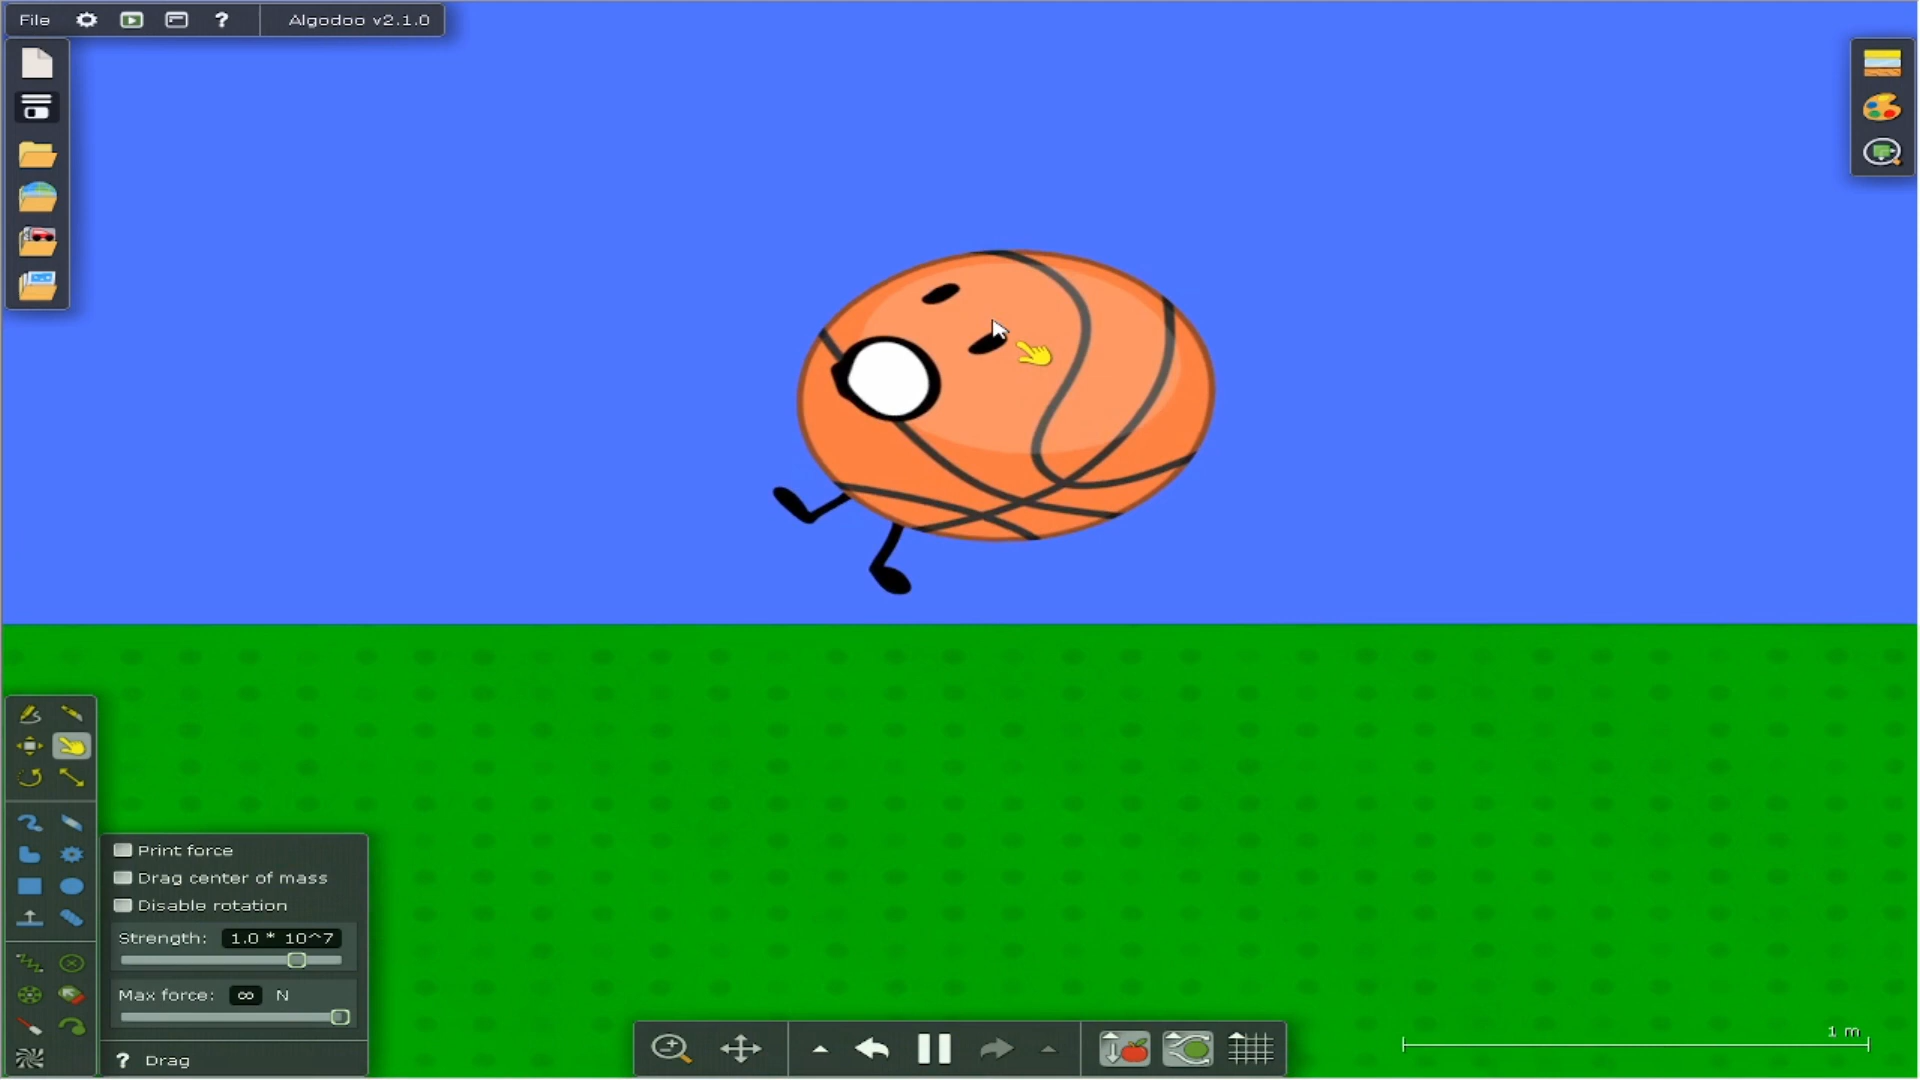 File
?
Algodoo v2.1.0
Print force
Drag center of mass
Disable rotation
Strength: 1.0 * 10^7
Max force: ∞ N
? Drag
1 m